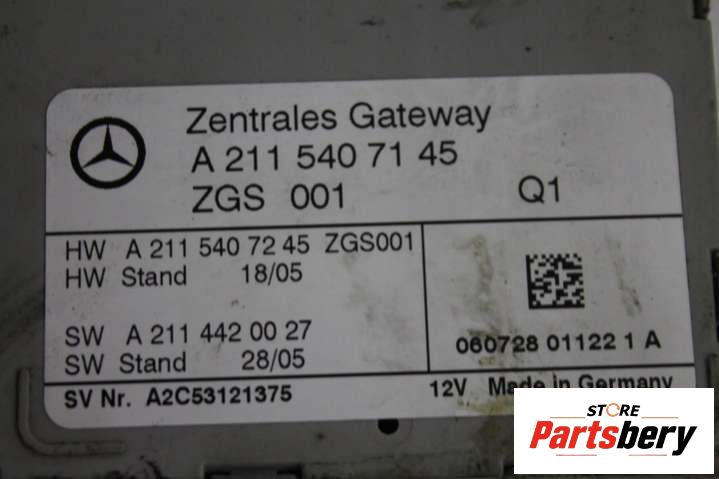 Zentrales Gateway
A 211 540 71 45
ZGS 001 Q1
HW A 211 540 72 45 ZGS001
HW Stand 18/05
SW A 211 442 00 27
SW Stand 28/05
060728 01122 1 A
SV Nr. A2C53121375 12V Made in Germany
STORE
Partsbery